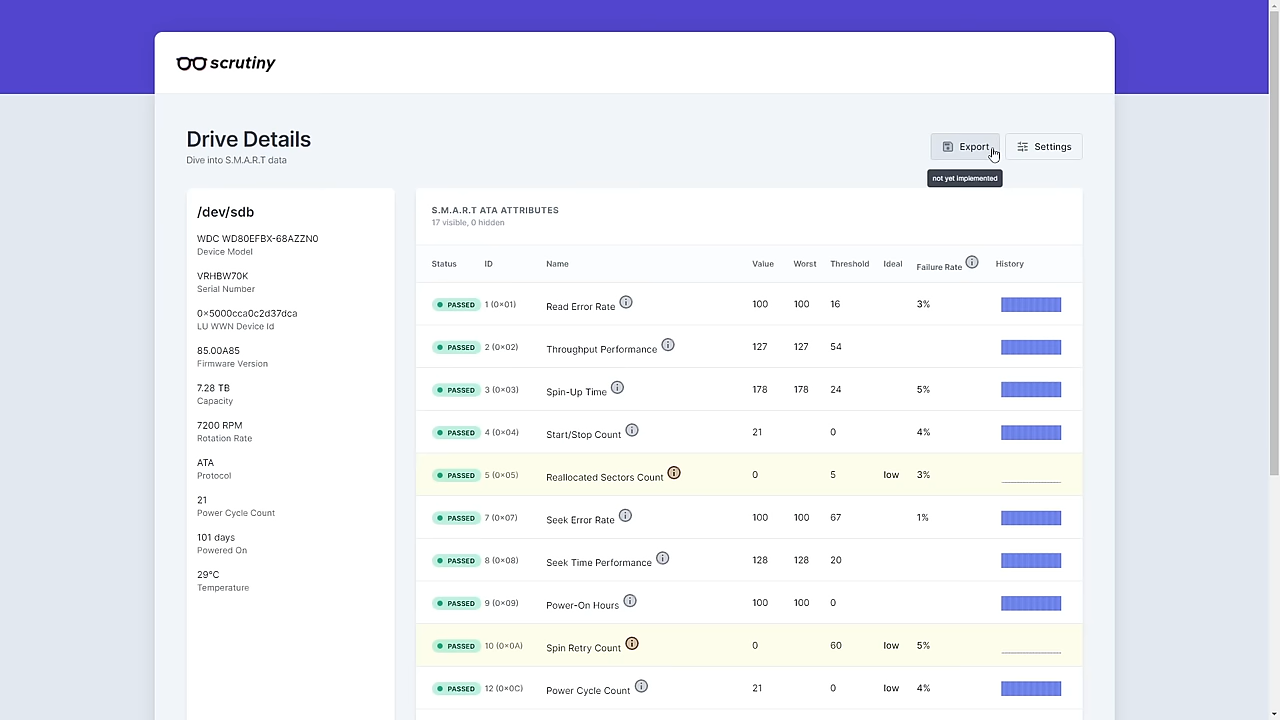 scrutiny
Drive Details
Dive into S.M.A.R.T data
Export
Settings
not yet implemented
/dev/sdb
WDC WD80EFBX-68AZZN0
Device Model
VRHBW70K
Serial Number
0x5000cca0c2d37dca
LU WWN Device Id
85.00A85
Firmware Version
7.28 TB
Capacity
7200 RPM
Rotation Rate
ATA
Protocol
21
Power Cycle Count
101 days
Powered On
29°C
Temperature
S.M.A.R.T ATA ATTRIBUTES
17 visible, 0 hidden
Status ID Name Value Worst Threshold Ideal Failure Rate History
PASSED 1 (0x01) Read Error Rate 100 100 16 3%
PASSED 2 (0x02) Throughput Performance 127 127 54
PASSED 3 (0x03) Spin-Up Time 178 178 24 5%
PASSED 4 (0x04) Start/Stop Count 21 0 4%
PASSED 5 (0x05) Reallocated Sectors Count 0 5 low 3%
PASSED 7 (0x07) Seek Error Rate 100 100 67 1%
PASSED 8 (0x08) Seek Time Performance 128 128 20
PASSED 9 (0x09) Power-On Hours 100 100 0
PASSED 10 (0x0A) Spin Retry Count 0 60 low 5%
PASSED 12 (0x0C) Power Cycle Count 21 0 low 4%